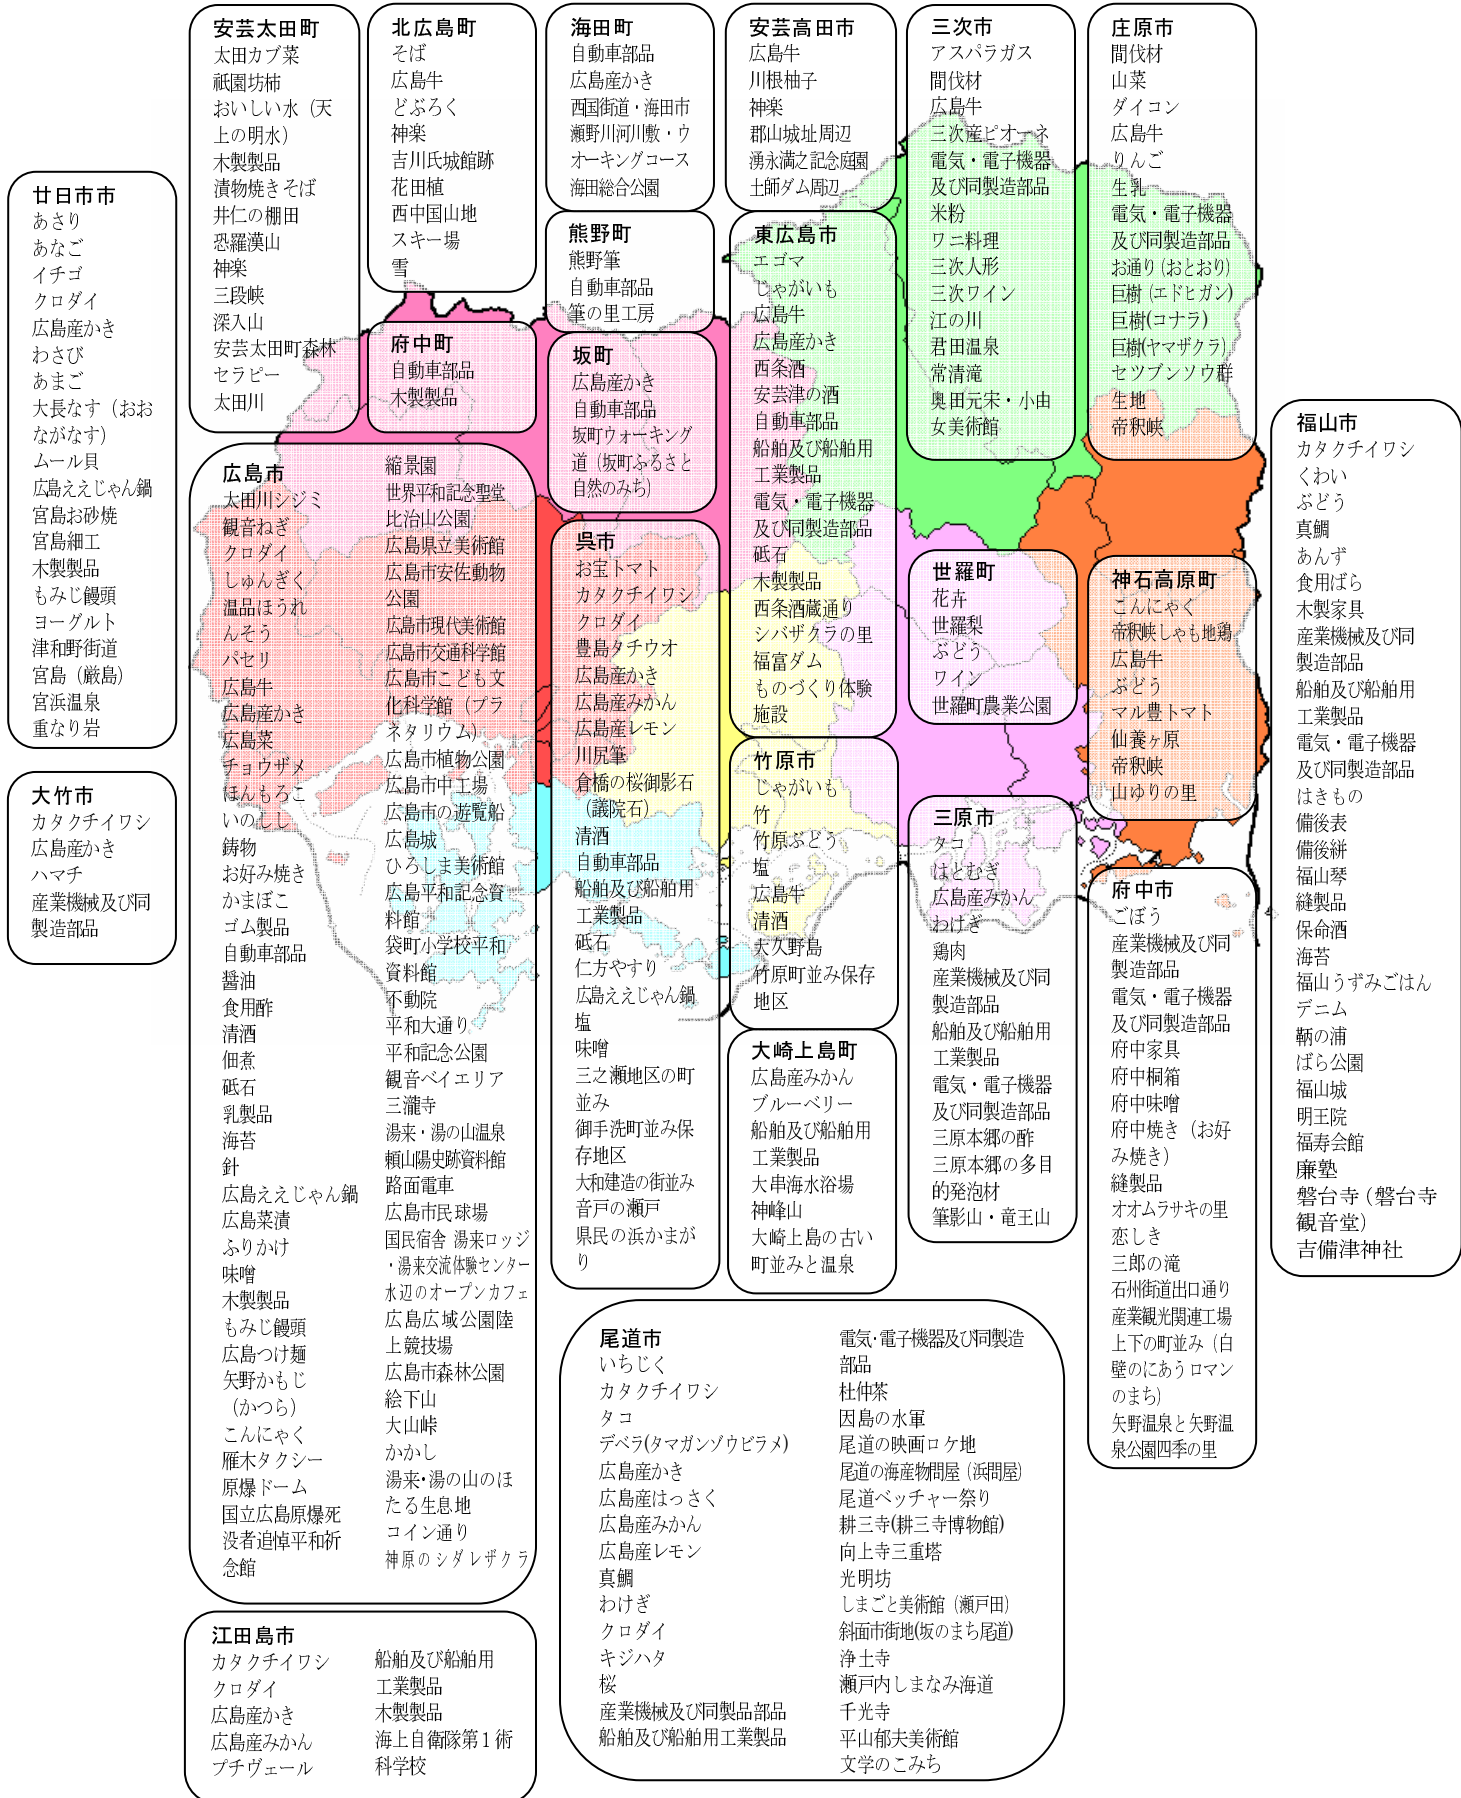 安芸太田町
太田カブ菜
祇園坊柿
おいしい水（天
上の明水）
木製製品
漬物焼きそば
井仁の棚田
恐羅漢山
神楽
三段峡
深入山
安芸太田町森林
セラピー
太田川
北広島町
そば
広島牛
どぶろく
神楽
吉川氏城館跡
花田植
西中国山地
スキー場
雪
海田町
自動車部品
広島産かき
西国街道・海田市
瀬野川河川敷・ウ
オーキングコース
海田総合公園
安芸高田市
広島牛
川根柚子
神楽
郡山城址周辺
湧永満之記念庭園
土師ダム周辺
三次市
アスパラガス
間伐材
広島牛
三次産ピオーネ
電気・電子機器
及び同製造部品
米粉
ワニ料理
三次人形
三次ワイン
江の川
君田温泉
常清滝
奥田元宋・小由
女美術館
庄原市
間伐材
山菜
ダイコン
広島牛
りんご
生乳
電気・電子機器
及び同製造部品
お通り（おとおり）
巨樹（エドヒガン）
巨樹(コナラ）
巨樹(ヤマザクラ）
セツブンソウ群
生地
帝釈峡
廿日市市
あさり
あなご
イチゴ
クロダイ
広島産かき
わさび
あまご
大長なす（おお
ながなす）
ムール貝
広島ええじゃん鍋
宮島お砂焼
宮島細工
木製製品
もみじ饅頭
ヨーグルト
津和野街道
宮島（厳島）
宮浜温泉
重なり岩
熊野町
熊野筆
自動車部品
筆の里工房
東広島市
エゴマ
じゃがいも
広島牛
広島産かき
西条酒
安芸津の酒
自動車部品
船舶及び船舶用
工業製品
電気・電子機器
及び同製造部品
砥石
木製製品
西条酒蔵通り
シバザクラの里
福富ダム
ものづくり体験
施設
府中町
自動車部品
木製製品
坂町
広島産かき
自動車部品
坂町ウォーキング
道（坂町ふるさと
自然のみち）
福山市
カタクチイワシ
くわい
ぶどう
真鯛
あんず
食用ばら
木製家具
産業機械及び同
製造部品
船舶及び船舶用
工業製品
電気・電子機器
及び同製造部品
はきもの
備後表
備後絣
福山琴
縫製品
保命酒
海苔
福山うずみごはん
デニム
鞆の浦
ばら公園
福山城
明王院
福寿会館
廉塾
磐台寺（磐台寺
観音堂）
吉備津神社
広島市
太田川シジミ
観音ねぎ
クロダイ
しゅんぎく
温品ほうれ
んそう
パセリ
広島牛
広島産かき
広島菜
チョウザメ
ほんもろこ
いのしし
鋳物
お好み焼き
かまぼこ
ゴム製品
自動車部品
醤油
食用酢
清酒
佃煮
砥石
乳製品
海苔
針
広島ええじゃん鍋
広島菜漬
ふりかけ
味噌
木製製品
もみじ饅頭
広島つけ麺
矢野かもじ
（かつら）
こんにゃく
雁木タクシー
原爆ドーム
国立広島原爆死
没者追悼平和祈
念館
縮景園
世界平和記念聖堂
比治山公園
広島県立美術館
広島市安佐動物
公園
広島市現代美術館
広島市交通科学館
広島市こども文
化科学館（プラ
ネタリウム）
広島市植物公園
広島市中工場
広島市の遊覧船
広島城
ひろしま美術館
広島平和記念資
料館
袋町小学校平和
資料館
不動院
平和大通り
平和記念公園
観音ベイエリア
三瀧寺
湯来・湯の山温泉
頼山陽史跡資料館
路面電車
広島市民球場
国民宿舎 湯来ロッジ
・湯来交流体験センター
水辺のオープンカフェ
広島広域公園陸
上競技場
広島市森林公園
絵下山
大山峠
かかし
湯来・湯の山のほ
たる生息地
コイン通り
神原のシダレザクラ
呉市
お宝トマト
カタクチイワシ
クロダイ
豊島タチウオ
広島産かき
広島産みかん
広島産レモン
川尻筆
倉橋の桜御影石
（議院石）
清酒
自動車部品
船舶及び船舶用
工業製品
砥石
仁方やすり
広島ええじゃん鍋
塩
味噌
三之瀬地区の町
並み
御手洗町並み保
存地区
大和建造の街並み
音戸の瀬戸
県民の浜かまが
り
世羅町
花卉
世羅梨
ぶどう
ワイン
世羅町農業公園
神石高原町
こんにゃく
帝釈峡しゃも地鶏
広島牛
ぶどう
マル豊トマト
仙養ヶ原
帝釈峡
山ゆりの里
大竹市
カタクチイワシ
広島産かき
ハマチ
産業機械及び同
製造部品
竹原市
じゃがいも
竹
竹原ぶどう
塩
広島牛
清酒
大久野島
竹原町並み保存
地区
三原市
タコ
はとむぎ
広島産みかん
わけぎ
鶏肉
産業機械及び同
製造部品
船舶及び船舶用
工業製品
電気・電子機器
及び同製造部品
三原本郷の酢
三原本郷の多目
的発泡材
筆影山・竜王山
府中市
ごぼう
産業機械及び同
製造部品
電気・電子機器
及び同製造部品
府中家具
府中桐箱
府中味噌
府中焼き（お好
み焼き）
縫製品
オオムラサキの里
恋しき
三郎の滝
石州街道出口通り
産業観光関連工場
上下の町並み（白
壁のにあうロマン
のまち）
矢野温泉と矢野温
泉公園四季の里
大崎上島町
広島産みかん
ブルーベリー
船舶及び船舶用
工業製品
大串海水浴場
神峰山
大崎上島の古い
町並みと温泉
尾道市
いちじく
カタクチイワシ
タコ
デベラ(タマガンゾウビラメ)
広島産かき
広島産はっさく
広島産みかん
広島産レモン
真鯛
わけぎ
クロダイ
キジハタ
桜
産業機械及び同製品部品
船舶及び船舶用工業製品
電気・電子機器及び同製造
部品
杜仲茶
因島の水軍
尾道の映画ロケ地
尾道の海産物問屋（浜問屋）
尾道ベッチャー祭り
耕三寺(耕三寺博物館)
向上寺三重塔
光明坊
しまごと美術館（瀬戸田）
斜面市街地(坂のまち尾道)
浄土寺
瀬戸内しまなみ海道
千光寺
平山郁夫美術館
文学のこみち
江田島市
カタクチイワシ
クロダイ
広島産かき
広島産みかん
プチヴェール
船舶及び船舶用
工業製品
木製製品
海上自衛隊第１術
科学校